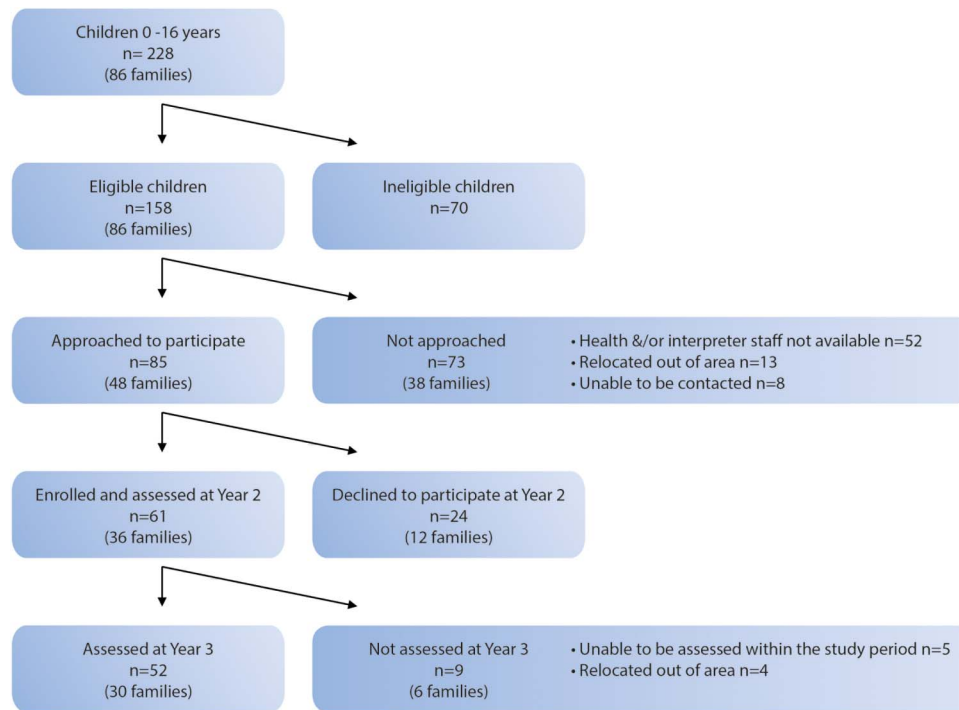 Children 0 -16 years
n= 228
(86 families)
Eligible children
n=158
(86 families)
Ineligible children
n=70
Approached to participate
n=85
(48 families)
Not approached
n=73
(38 families)
• Health &/or interpreter staff not available n=52
• Relocated out of area n=13
• Unable to be contacted n=8
Enrolled and assessed at Year 2
n=61
(36 families)
Declined to participate at Year 2
n=24
(12 families)
Assessed at Year 3
n=52
(30 families)
Not assessed at Year 3
n=9
(6 families)
• Unable to be assessed within the study period n=5
• Relocated out of area n=4